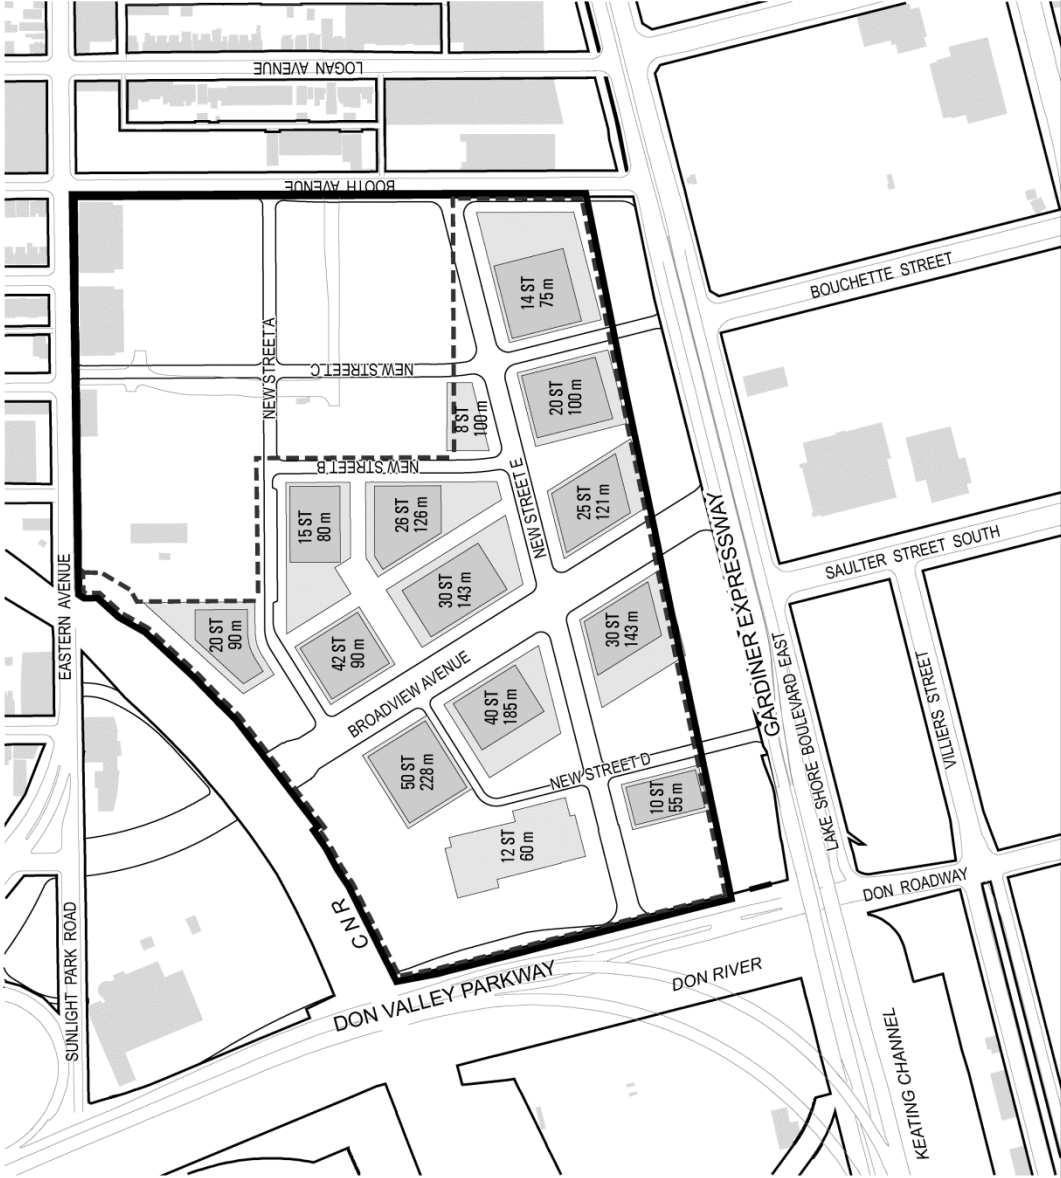 LOGAN AVENUE
BOOTH AVENUE
BOUCHETTE STREET
14 ST
75 m
NEW STREET A
NEW STREET C
20 ST
100 m
8 ST
100 m
NEW STREET B
NEW STREET E
25 ST
121 m
26 ST
126 m
15 ST
80 m
GARDINER EXPRESSWAY
SAULTER STREET SOUTH
EASTERN AVENUE
30 ST
143 m
20 ST
90 m
42 ST
90 m
30 ST
143 m
BROADVIEW AVENUE
40 ST
185 m
LAKE SHORE BOULEVARD EAST
VILLIERS STREET
50 ST
228 m
NEW STREET D
10 ST
55 m
12 ST
60 m
DON ROADWAY
C N R
SUNLIGHT PARK ROAD
DON VALLEY PARKWAY
DON RIVER
KEATING CHANNEL